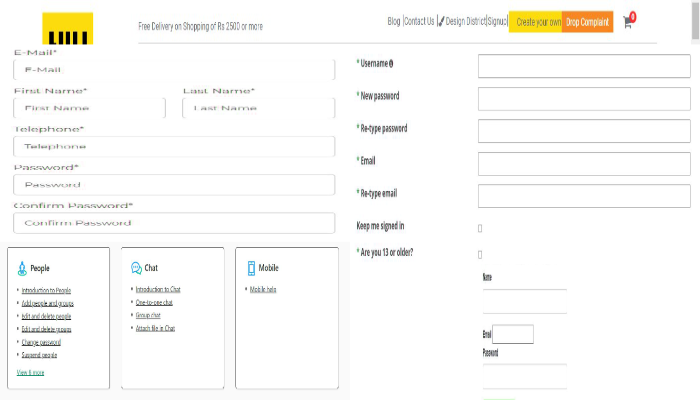 Free Delivery on Shopping of Rs 2500 or more
Blog |Contact Us | Design District|Signup|
Create your own
Drop Complaint
0
E-Mail*
E-Mail
First Name*
Last Name*
First Name
Last Name
Telephone*
Telephone
Password*
Password
Confirm Password*
Confirm Password
* Username
* New password
* Re-type password
* Email
* Re-type email
Keep me signed in
* Are you 13 or older?
People
Introduction to People
Add people and groups
Edit and delete people
Edit and delete groups
Change password
Suspend people
View 6 more
Chat
Introduction to Chat
One-to-one chat
Group chat
Attach file in Chat
Mobile
Mobile help
Name
Email
Password